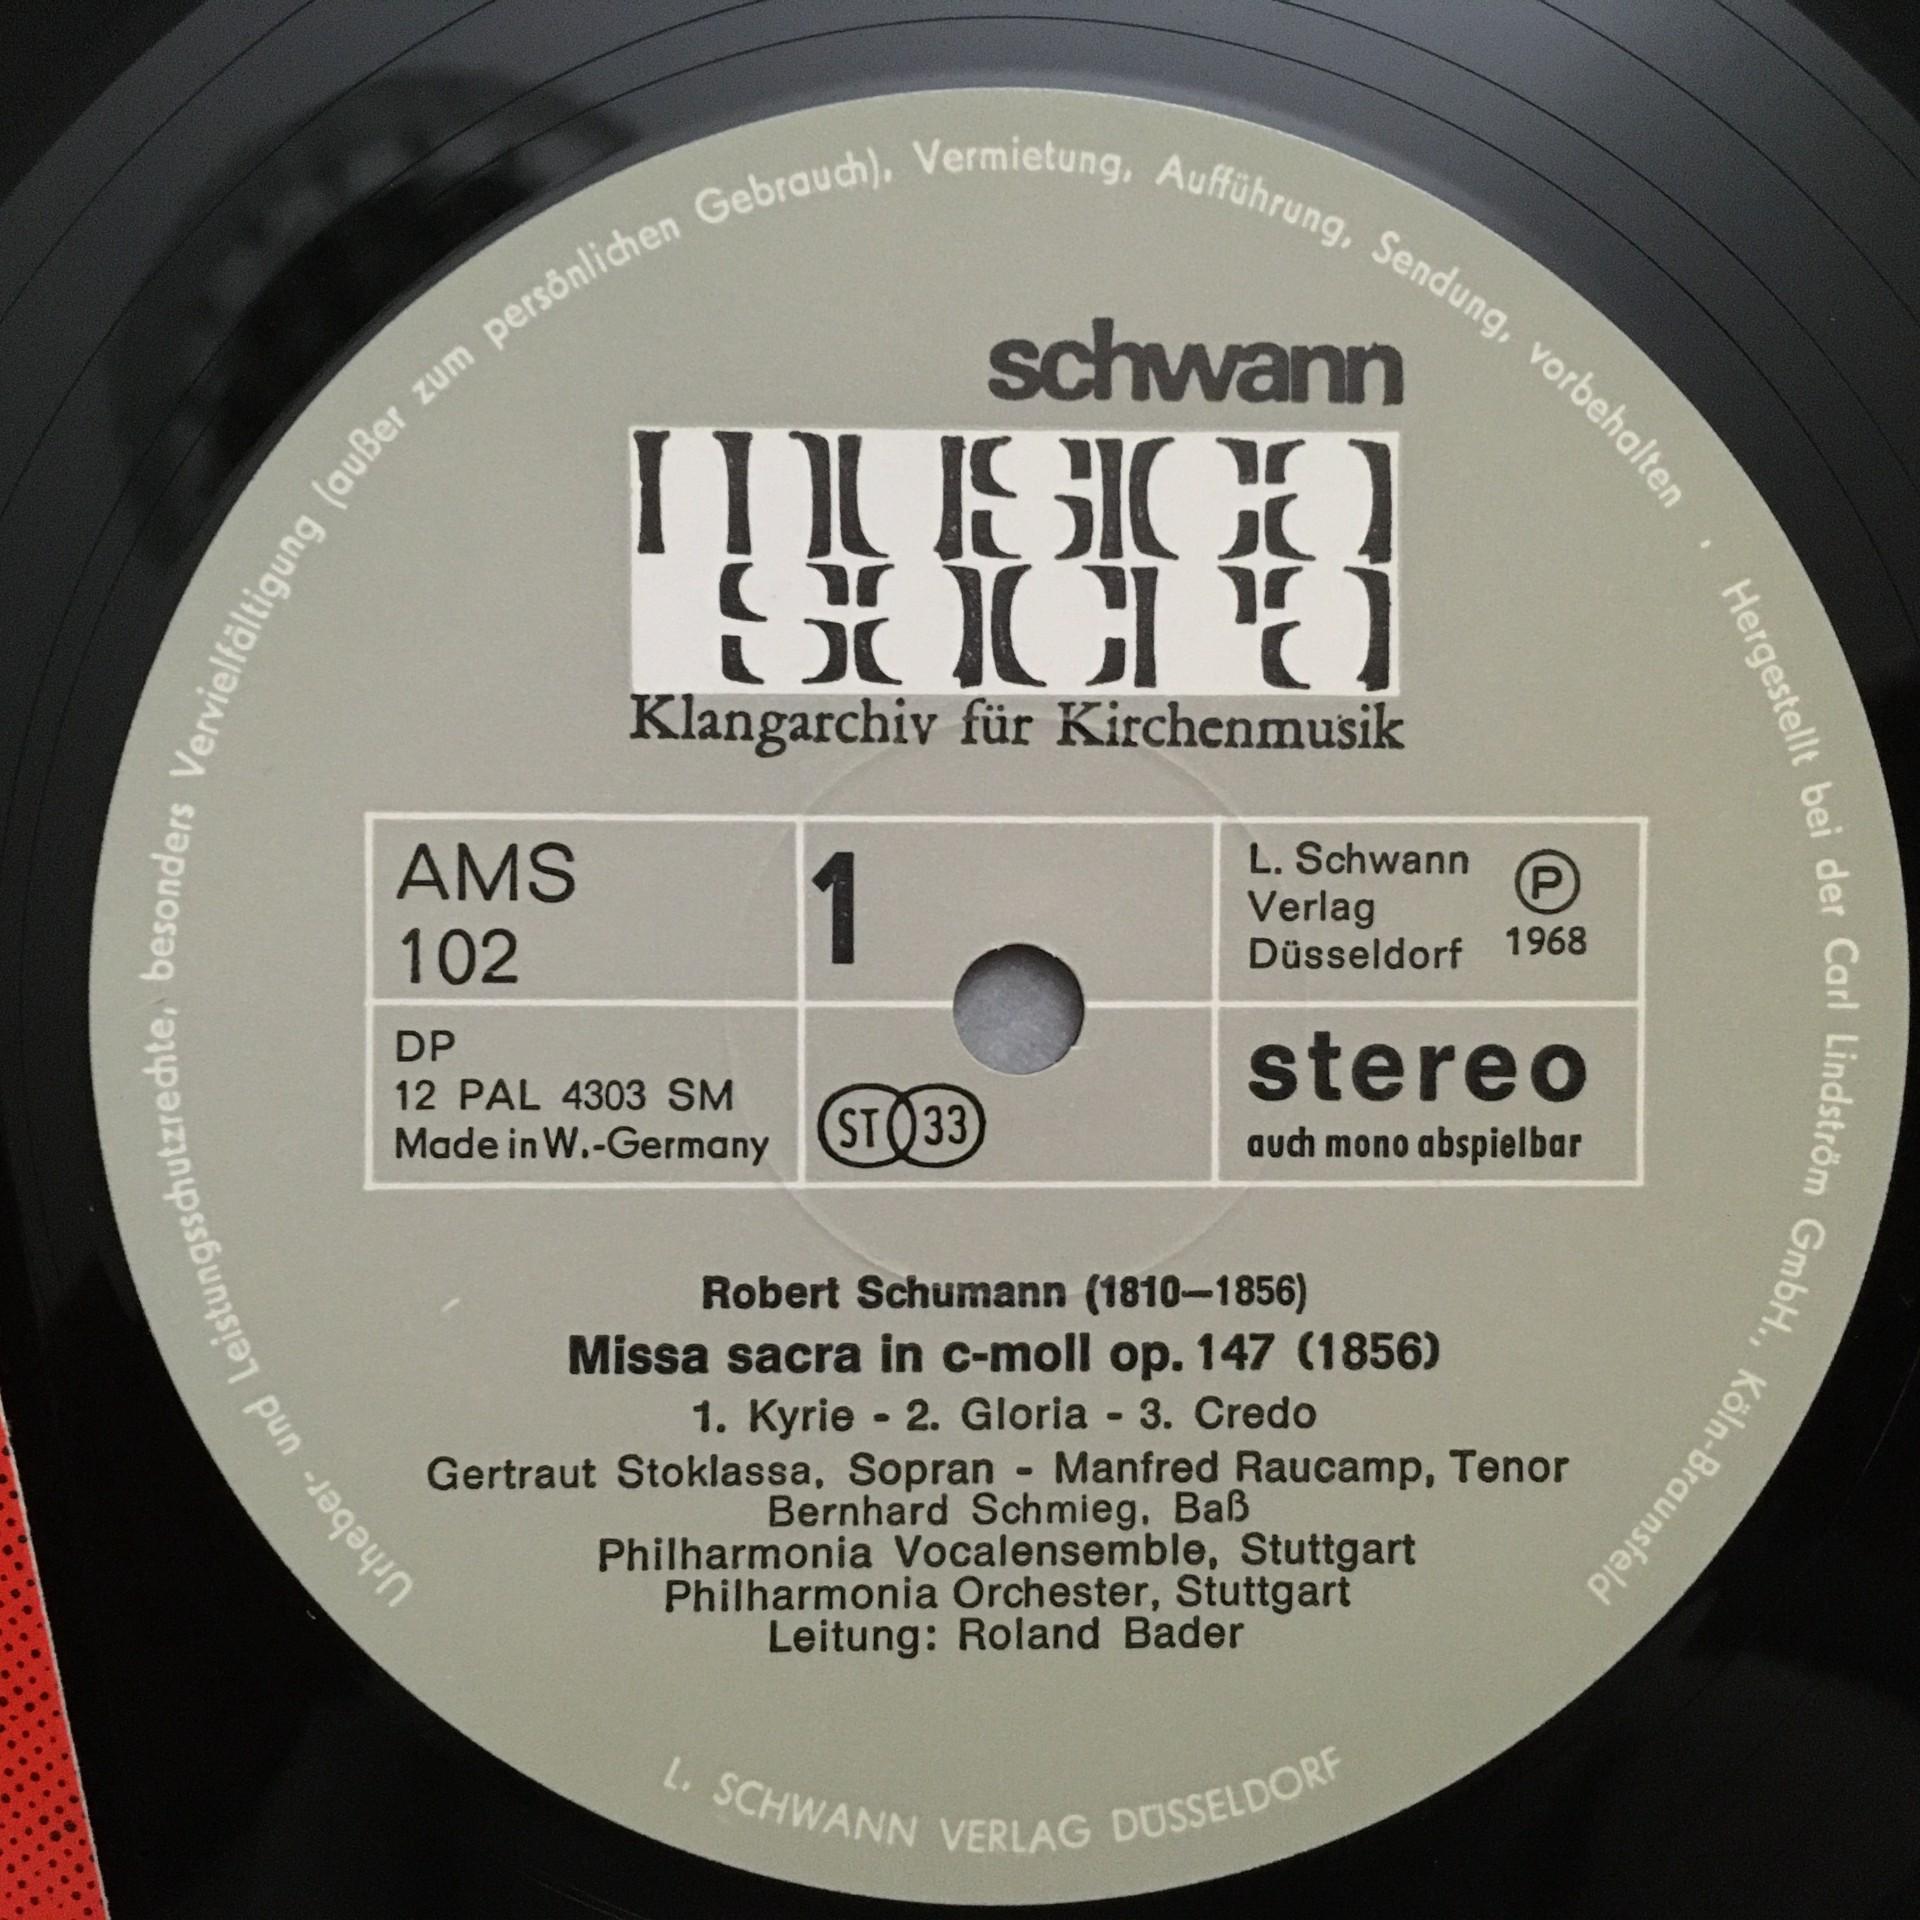 schwann
musica
sacra
Klangarchiv für Kirchenmusik
AMS
102
1
L. Schwann
Verlag
Düsseldorf
℗
1968
DP
12 PAL 4303 SM
Made in W.-Germany
ST 33
stereo
auch mono abspielbar
Robert Schumann (1810—1856)
Missa sacra in c-moll op. 147 (1856)
1. Kyrie - 2. Gloria - 3. Credo
Gertraut Stoklassa, Sopran - Manfred Raucamp, Tenor
Bernhard Schmieg, Baß
Philharmonia Vocalensemble, Stuttgart
Philharmonia Orchester, Stuttgart
Leitung: Roland Bader
Urheber- und Leistungsschutzrechte, besonders Vervielfältigung (außer zum persönlichen Gebrauch), Vermietung, Aufführung, Sendung, vorbehalten . Hergestellt bei der Carl Lindström GmbH., Köln-Braunsfeld
L. SCHWANN VERLAG DÜSSELDORF